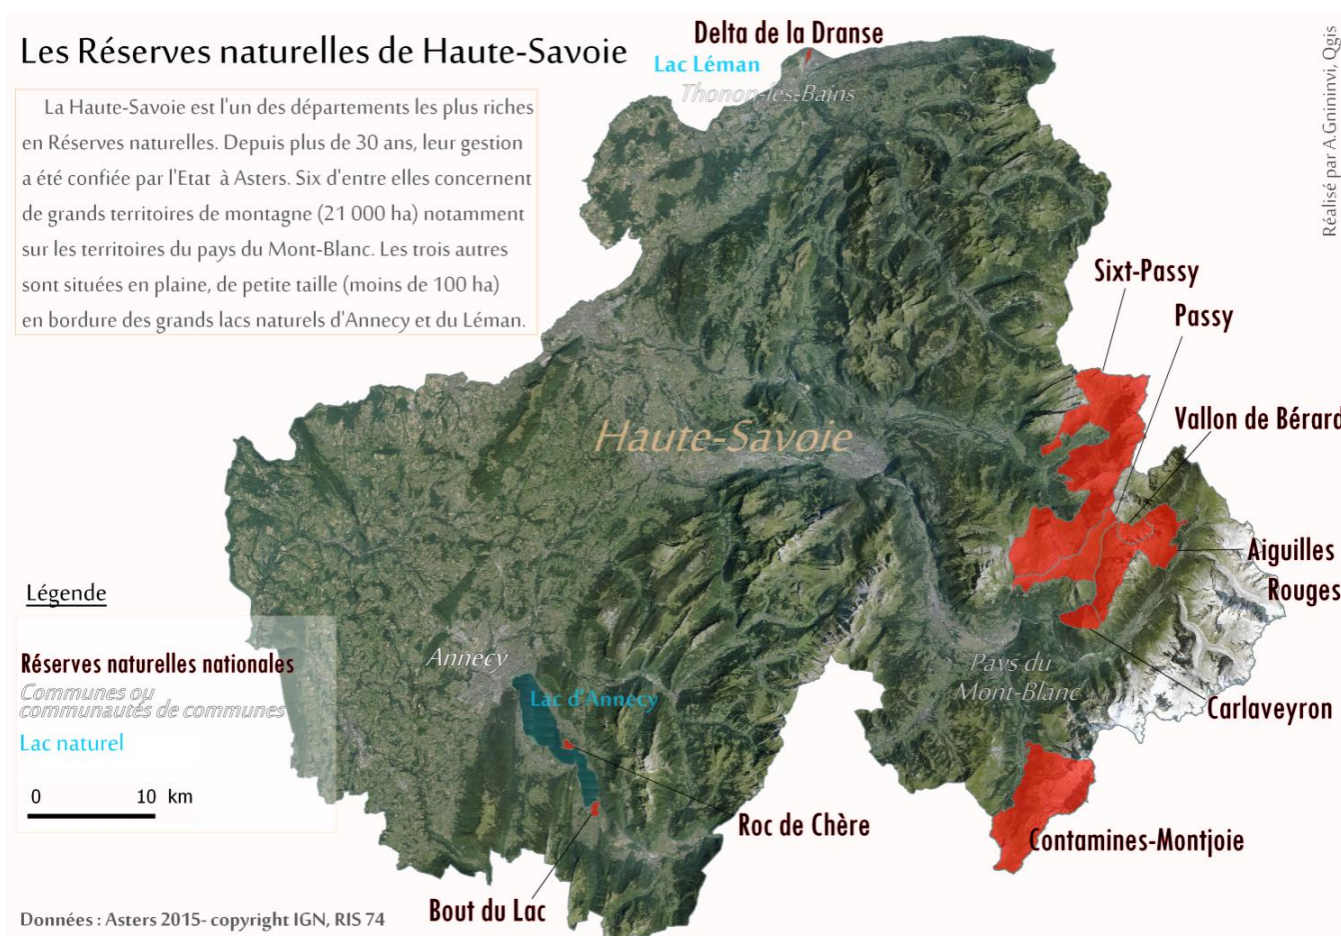 Les Réserves naturelles de Haute-Savoie
La Haute-Savoie est l'un des départements les plus riches
en Réserves naturelles. Depuis plus de 30 ans, leur gestion
a été confiée par l'Etat à Asters. Six d'entre elles concernent
de grands territoires de montagne (21 000 ha) notamment
sur les territoires du pays du Mont-Blanc. Les trois autres
sont situées en plaine, de petite taille (moins de 100 ha)
en bordure des grands lacs naturels d'Annecy et du Léman.
Delta de la Dranse
Lac Léman
Thonon-les-Bains
Réalisé par A.Gnininvi, Qgis
Sixt-Passy
Passy
Vallon de Bérard
Haute-Savoie
Aiguilles
Rouges
Annecy
Pays du
Mont-Blanc
Lac d'Annecy
Carlaveyron
Roc de Chère
Contamines-Montjoie
Bout du Lac
Légende
Réserves naturelles nationales
Communes ou
communautés de communes
Lac naturel
0 10 km
Données : Asters 2015- copyright IGN, RIS 74